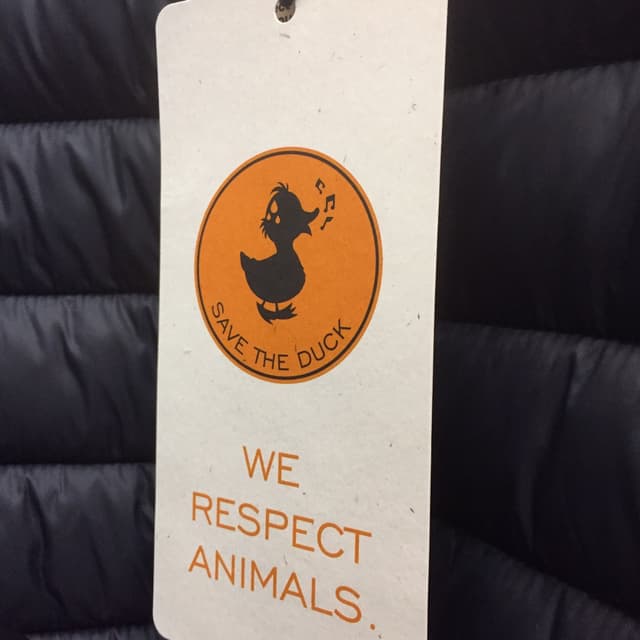 SAVE THE DUCK
WE
RESPECT
ANIMALS.